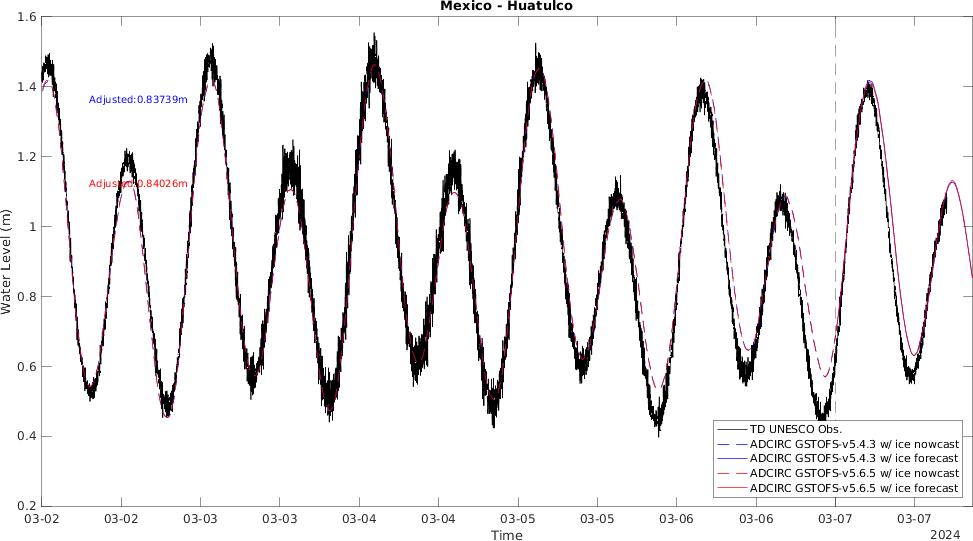 Mexico - Huatulco
1.6
1.4
1.2
1
0.8
0.6
0.4
0.2
Water Level (m)
Adjusted:0.83739m
Adjusted:0.84026m
TD UNESCO Obs.
ADCIRC GSTOFS-v5.4.3 w/ ice nowcast
ADCIRC GSTOFS-v5.4.3 w/ ice forecast
ADCIRC GSTOFS-v5.6.5 w/ ice nowcast
ADCIRC GSTOFS-v5.6.5 w/ ice forecast
03-02 03-02 03-03 03-03 03-04 03-04 03-05 03-05 03-06 03-06 03-07 03-07
Time
2024